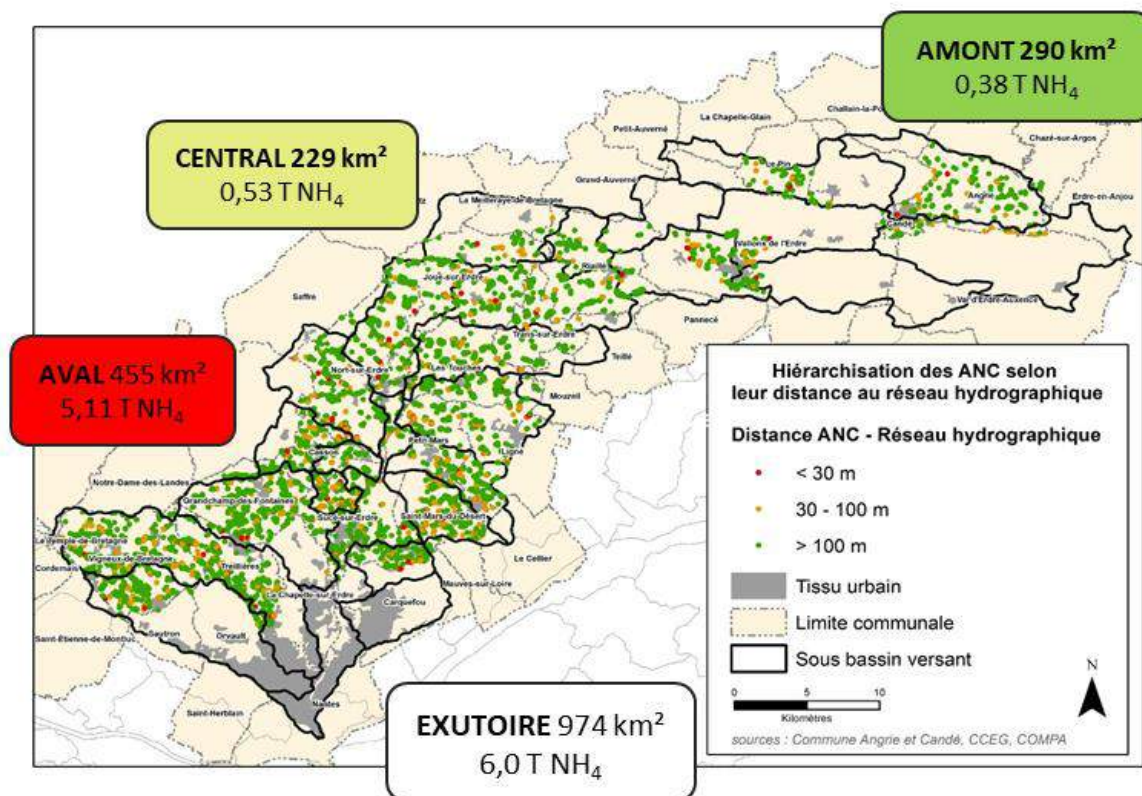 AMONT 290 km²
0,38 T NH₄
CENTRAL 229 km²
0,53 T NH₄
AVAL 455 km²
5,11 T NH₄
EXUTOIRE 974 km²
6,0 T NH₄
Challain-la-Po
La Chapelle-Glain
Petit-Auverné
Chazé-sur-Argos
Grand-Auverné
Angrie
Erdre-en-Anjou
La Meilleraye-de-Bretagne
Candé
Vallons de l'Erdre
Riaillé
Joué-sur-Erdre
Saffré
Val d'Erdre-Auxence
Pannecé
Trans-sur-Erdre
Teillé
Nort-sur-Erdre
Les Touches
Mouzeil
Petit-Mars
Ligné
Casson
Notre-Dame-des-Landes
Grandchamp-des-Fontaines
Sucé-sur-Erdre
Saint-Mars-du-Désert
Le Temple-de-Bretagne
Cordemais
Vigneux-de-Bretagne
Treillières
Le Cellier
Mauves-sur-Loire
La Chapelle-sur-Erdre
Carquefou
Saint-Étienne-de-Montluc
Sautron
Orvault
Saint-Herblain
Nantes
Hiérarchisation des ANC selon
leur distance au réseau hydrographique
Distance ANC - Réseau hydrographique
< 30 m
30 - 100 m
> 100 m
Tissu urbain
Limite communale
Sous bassin versant
N
0 5 10
Kilomètres
sources : Commune Angrie et Candé, CCEG, COMPA